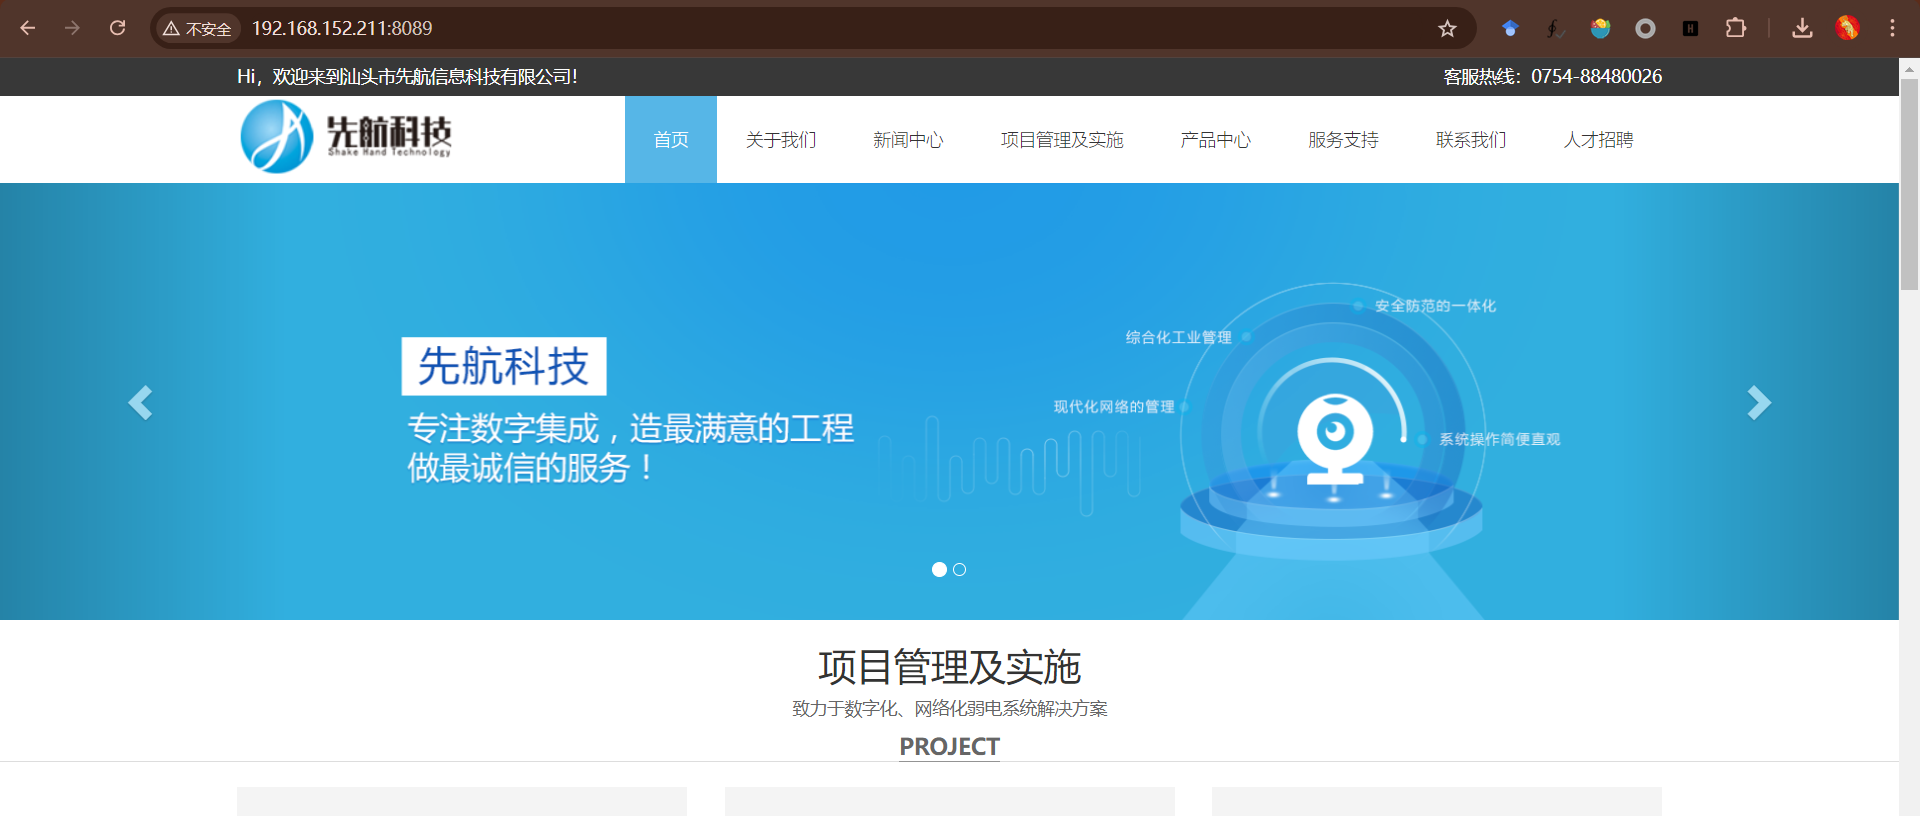 不安全 192.168.152.211:8089
Hi，欢迎来到汕头市先航信息科技有限公司！ 客服热线：0754-88480026
先航科技
Shake Hand Technology
首页 关于我们 新闻中心 项目管理及实施 产品中心 服务支持 联系我们 人才招聘
安全防范的一体化
综合化工业管理
先航科技
现代化网络的管理
专注数字集成，造最满意的工程
系统操作简便直观
做最诚信的服务！
项目管理及实施
致力于数字化、网络化弱电系统解决方案
PROJECT